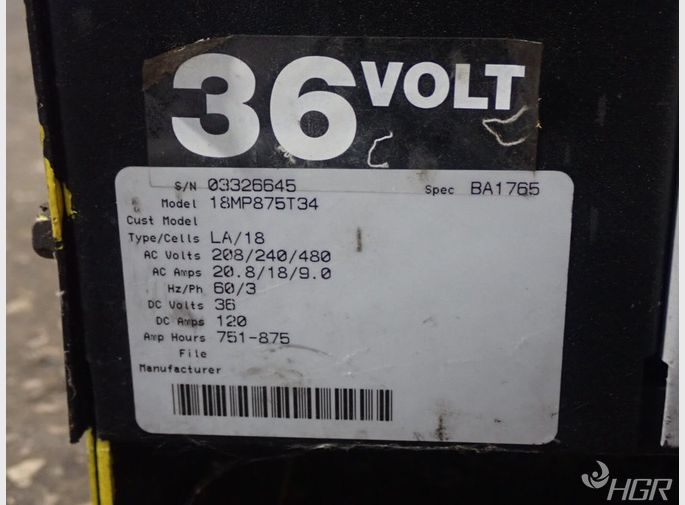 36 VOLT
S/N 03326645 Spec BA1765
Model 18MP875T34
Cust Model
Type/Cells LA/18
AC Volts 208/240/480
AC Amps 20.8/18/9.0
Hz/Ph 60/3
DC Volts 36
DC Amps 120
Amp Hours 751-875
File
Manufacturer
HGR